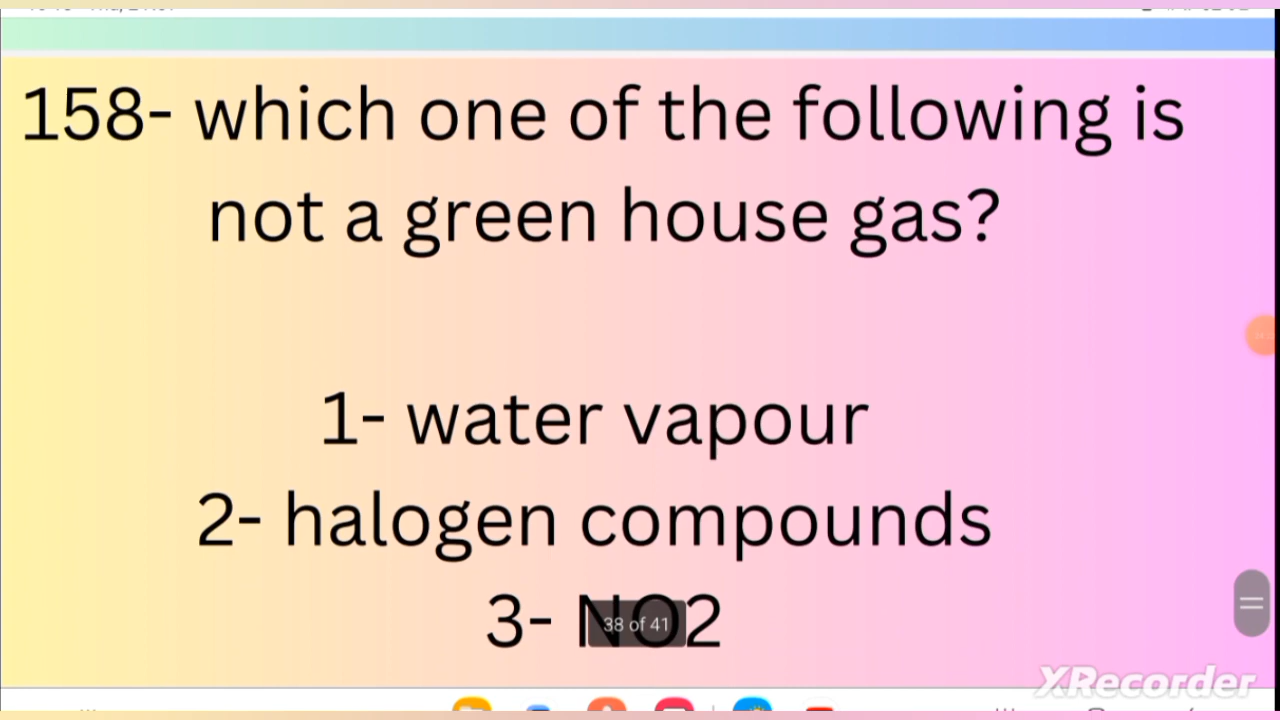 158- which one of the following is
not a green house gas?
1- water vapour
2- halogen compounds
3- NO2
38 of 41
XRecorder